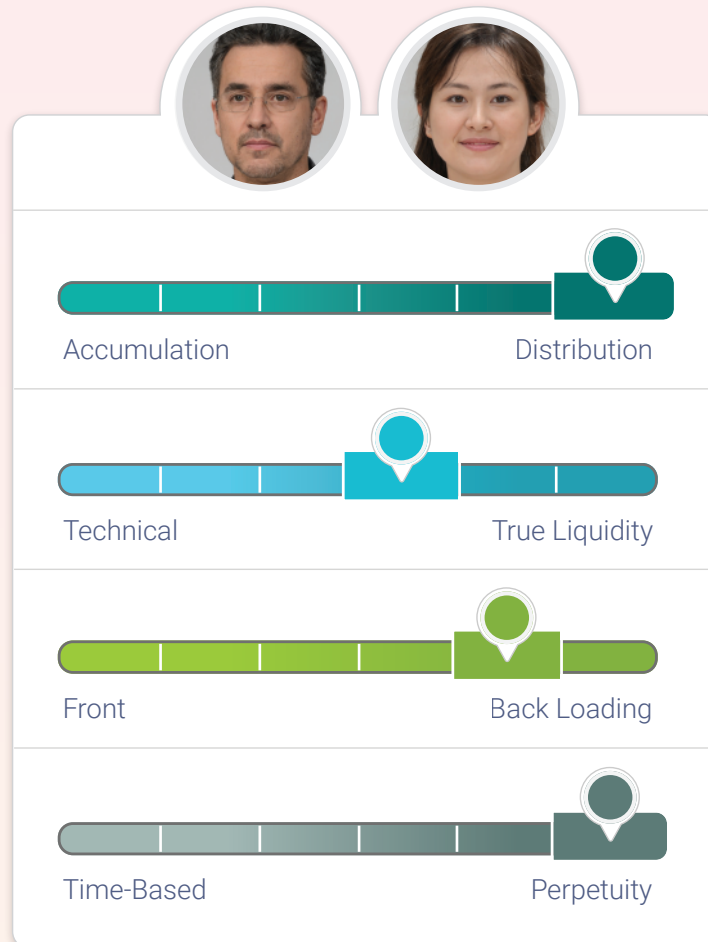 Accumulation Distribution
Technical True Liquidity
Front Back Loading
Time-Based Perpetuity